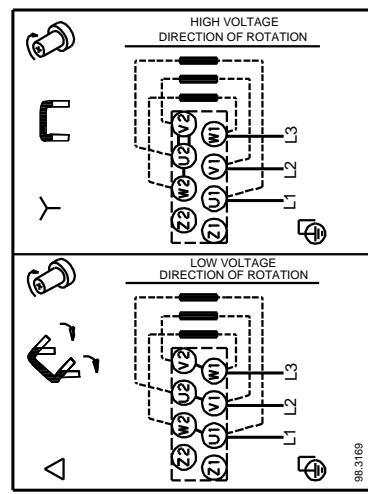 HIGH VOLTAGE
DIRECTION OF ROTATION
V2
W1
L3
U2
V1
L2
W2
U1
L1
Z2
Z1
LOW VOLTAGE
DIRECTION OF ROTATION
V2
W1
L3
U2
V1
L2
W2
U1
L1
Z2
Z1
98.3169